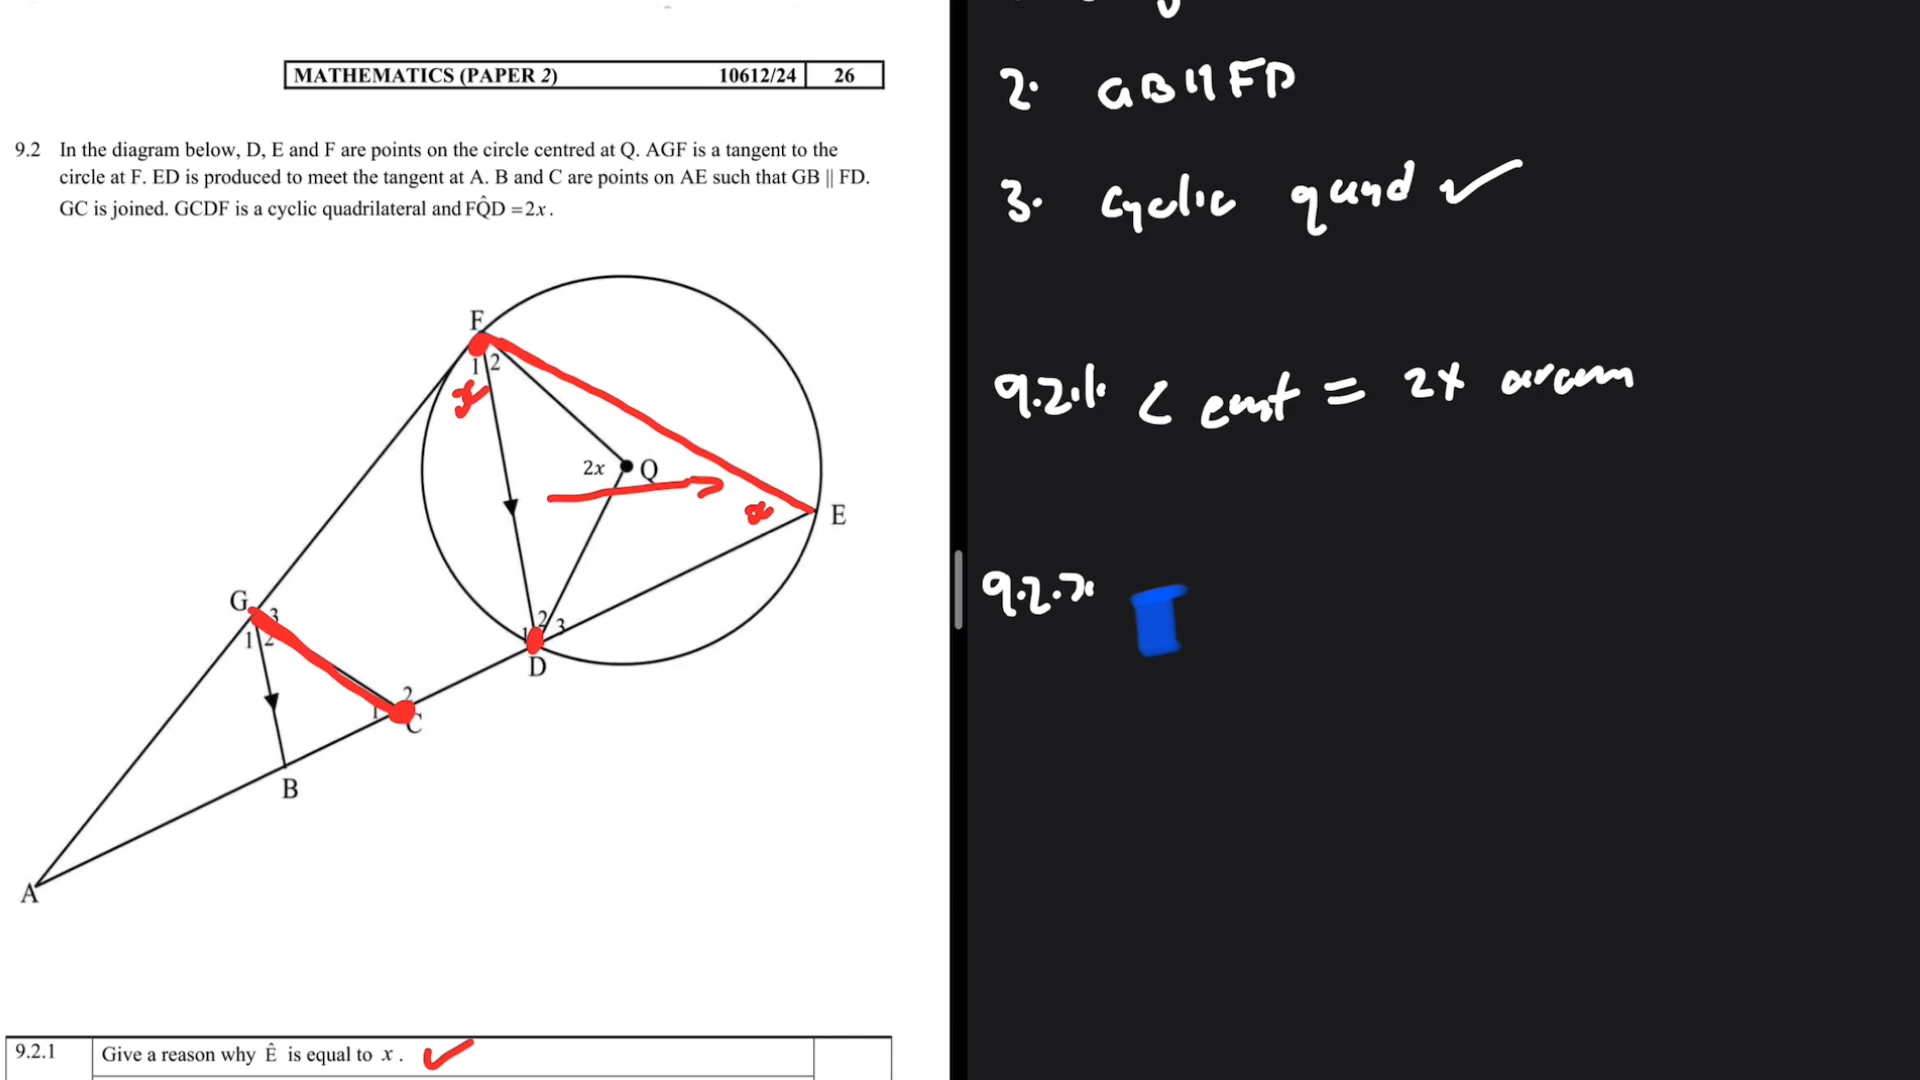 MATHEMATICS (PAPER 2) 10612/24 26
9.2 In the diagram below, D, E and F are points on the circle centred at Q. AGF is a tangent to the
circle at F. ED is produced to meet the tangent at A. B and C are points on AE such that GB || FD.
GC is joined. GCDF is a cyclic quadrilateral and FQ̂D = 2x.
F
1 2
x
2x Q
x
E
G 3
1 2
2 3
1
D
2
1
C
B
A
9.2.1 Give a reason why Ê is equal to x.
2. GB || FD
3. cyclic quad ✓
9.2.1. < cent = 2x
9.2.2.